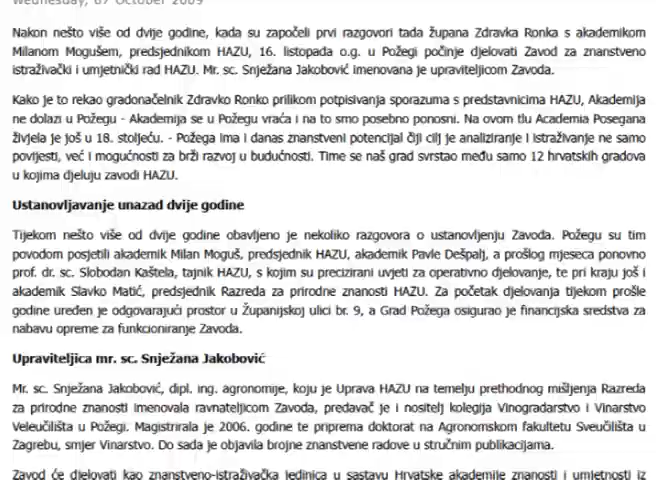 Wednesday, 07 October 2009
Nakon nešto više od dvije godine, kada su započeli prvi razgovori tada župana Zdravka Ronka s akademikom
Milanom Mogušem, predsjednikom HAZU, 16. listopada o.g. u Požegi počinje djelovati Zavod za znanstveno
istraživački i umjetnički rad HAZU. Mr. sc. Snježana Jakobović imenovana je upraviteljicom Zavoda.
Kako je to rekao gradonačelnik Zdravko Ronko prilikom potpisivanja sporazuma s predstavnicima HAZU, Akademija
ne dolazi u Požegu - Akademija se u Požegu vraća i na to smo posebno ponosni. Na ovom tlu Academia Posegana
živjela je još u 18. stoljeću. - Požega ima i danas znanstveni potencijal čiji cilj je analiziranje i istraživanje ne samo
povijesti, već i mogućnosti za brži razvoj u budućnosti. Time se naš grad svrstao među samo 12 hrvatskih gradova
u kojima djeluju zavodi HAZU.
Ustanovljavanje unazad dvije godine
Tijekom nešto više od dvije godine obavljeno je nekoliko razgovora o ustanovljenju Zavoda. Požegu su tim
povodom posjetili akademik Milan Moguš, predsjednik HAZU, akademik Pavle Dešpalj, a prošlog mjeseca ponovno
prof. dr. sc. Slobodan Kaštela, tajnik HAZU, s kojim su precizirani uvjeti za operativno djelovanje, te pri kraju još i
akademik Slavko Matić, predsjednik Razreda za prirodne znanosti HAZU. Za početak djelovanja tijekom prošle
godine uređen je odgovarajući prostor u Županijskoj ulici br. 9, a Grad Požega osigurao je financijska sredstva za
nabavu opreme za funkcioniranje Zavoda.
Upraviteljica mr. sc. Snježana Jakobović
Mr. sc. Snježana Jakobović, dipl. ing. agronomije, koju je Uprava HAZU na temelju prethodnog mišljenja Razreda
za prirodne znanosti imenovala ravnateljicom Zavoda, predavač je i nositelj kolegija Vinogradarstvo i Vinarstvo
Veleučilišta u Požegi. Magistrirala je 2006. godine te priprema doktorat na Agronomskom fakultetu Sveučilišta u
Zagrebu, smjer Vinarstvo. Do sada je objavila brojne znanstvene radove u stručnim publikacijama.
Zavod će djelovati kao znanstveno-istraživačka jedinica u sastavu Hrvatske akademije znanosti i umjetnosti iz